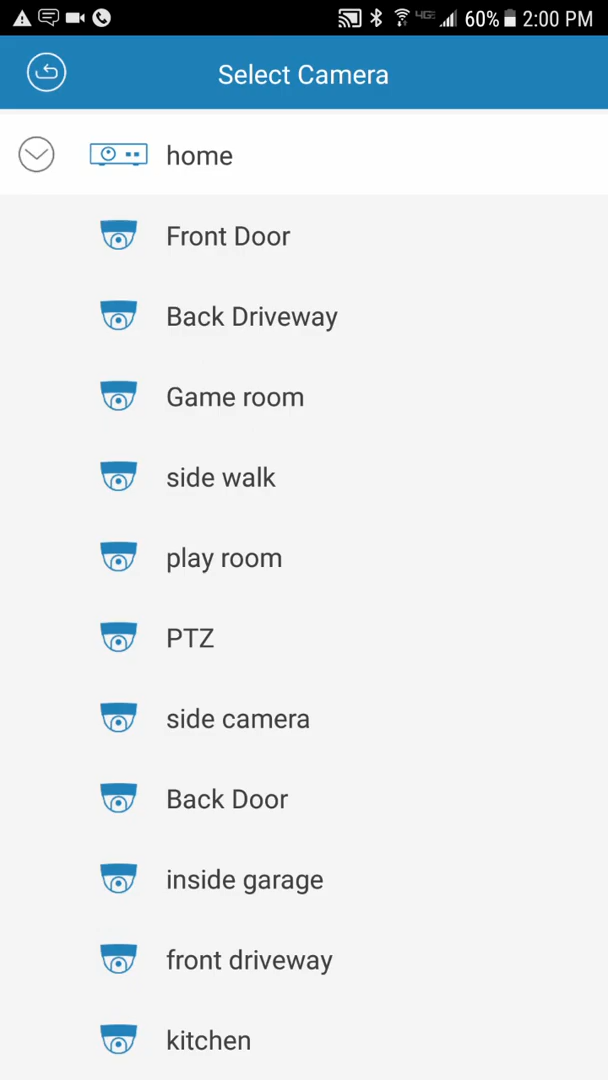 4G 60% 2:00 PM
Select Camera
home
Front Door
Back Driveway
Game room
side walk
play room
PTZ
side camera
Back Door
inside garage
front driveway
kitchen